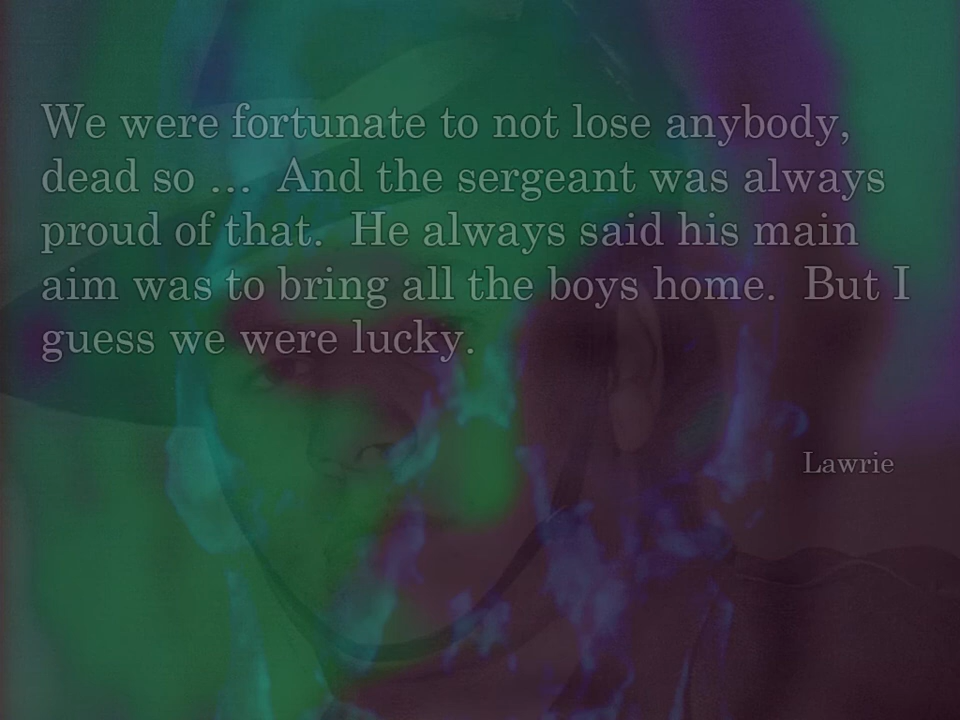 We were fortunate to not lose anybody,
dead so ...  And the sergeant was always
proud of that.  He always said his main
aim was to bring all the boys home.  But I
guess we were lucky.
Lawrie